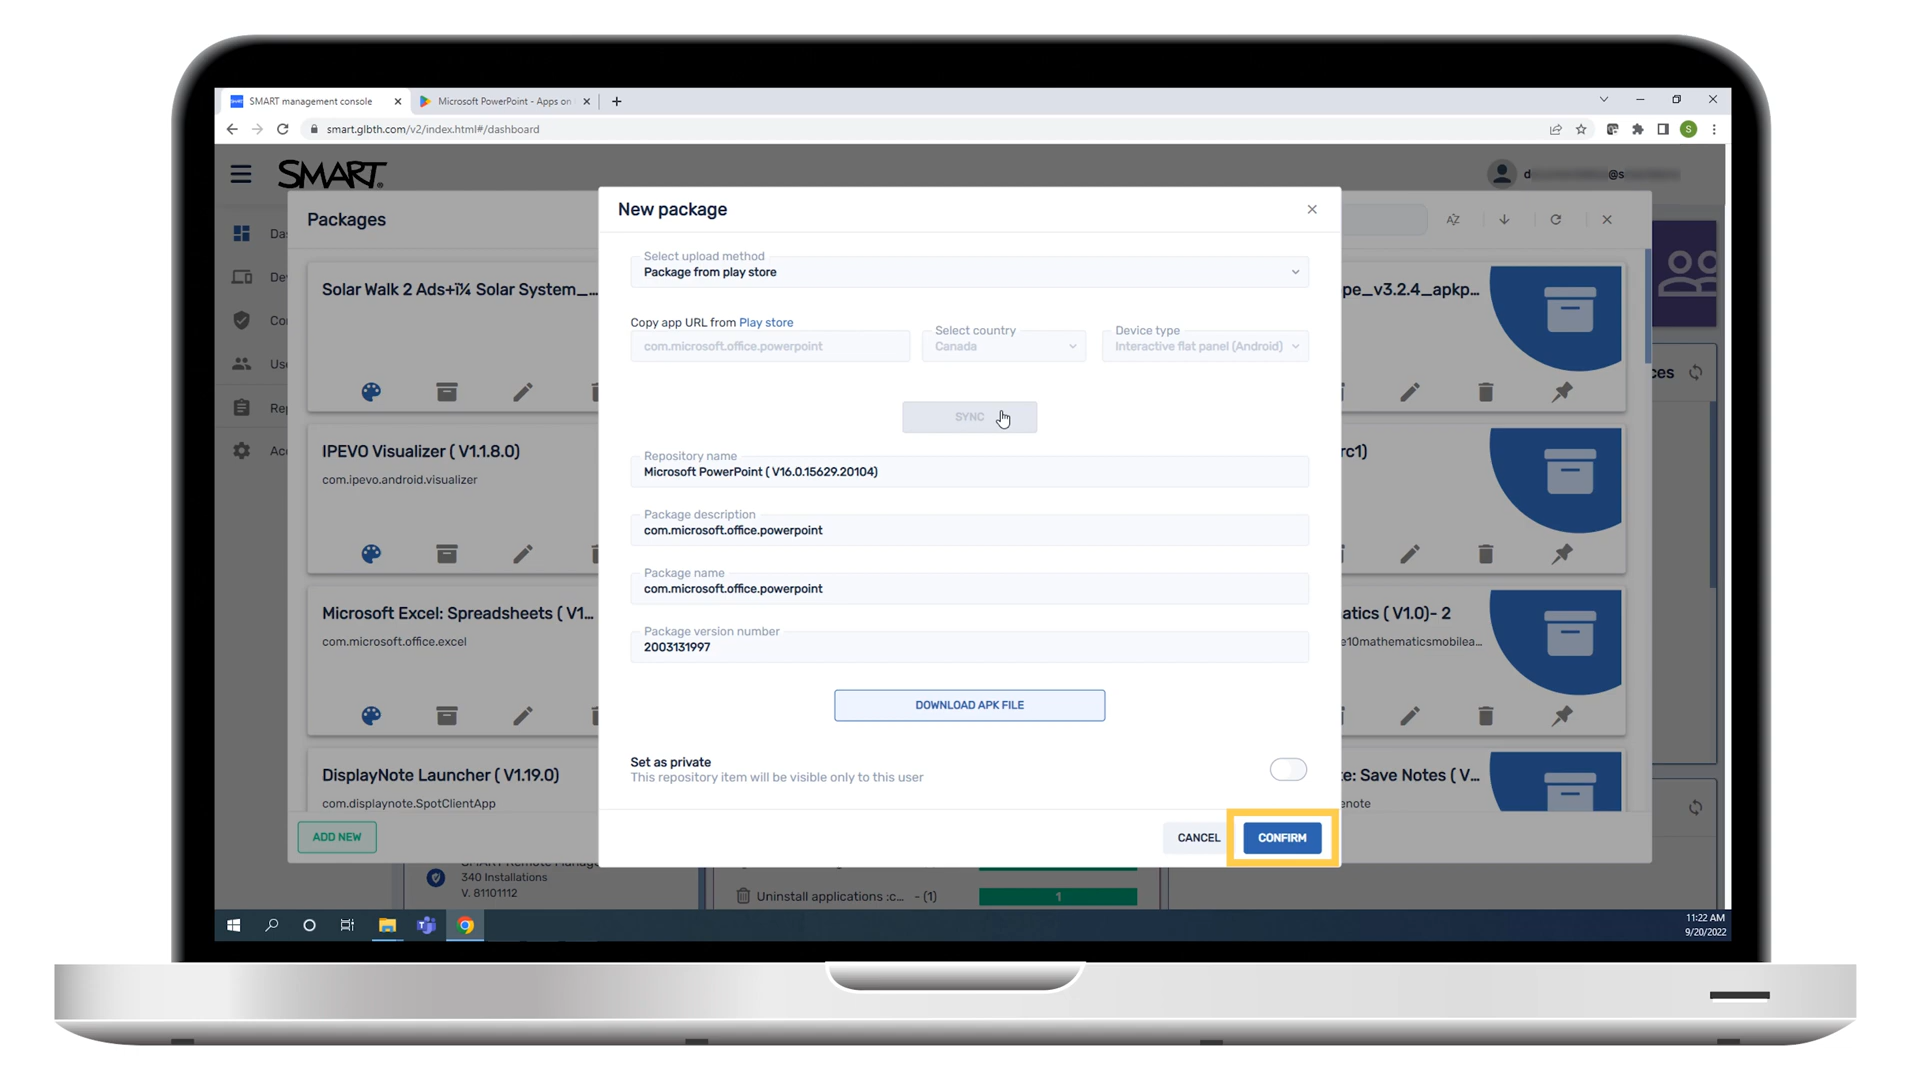 SMART management console
Microsoft PowerPoint - Apps on
smart.glbth.com/v2/index.html#/dashboard
S
SMART
d @s
Packages
New package
Select upload method
Package from play store
Copy app URL from Play store
com.microsoft.office.powerpoint
Select country
Canada
Device type
Interactive flat panel (Android)
SYNC
Repository name
Microsoft PowerPoint ( V16.0.15629.20104)
Package description
com.microsoft.office.powerpoint
Package name
com.microsoft.office.powerpoint
Package version number
2003131997
DOWNLOAD APK FILE
Set as private
This repository item will be visible only to this user
CANCEL
CONFIRM
Solar Walk 2 Ads+ï¼ Solar System_...
IPEVO Visualizer ( V1.1.8.0)
com.ipevo.android.visualizer
Microsoft Excel: Spreadsheets ( V1...
com.microsoft.office.excel
DisplayNote Launcher ( V1.19.0)
com.displaynote.SpotClientApp
ADD NEW
pe_v3.2.4_apkp...
rc1)
atics ( V1.0)- 2
e10mathematicsmobilea...
e: Save Notes ( V...
enote
ces
340 Installations
V. 81101112
Uninstall applications :c... - (1)
1
11:22 AM
9/20/2022